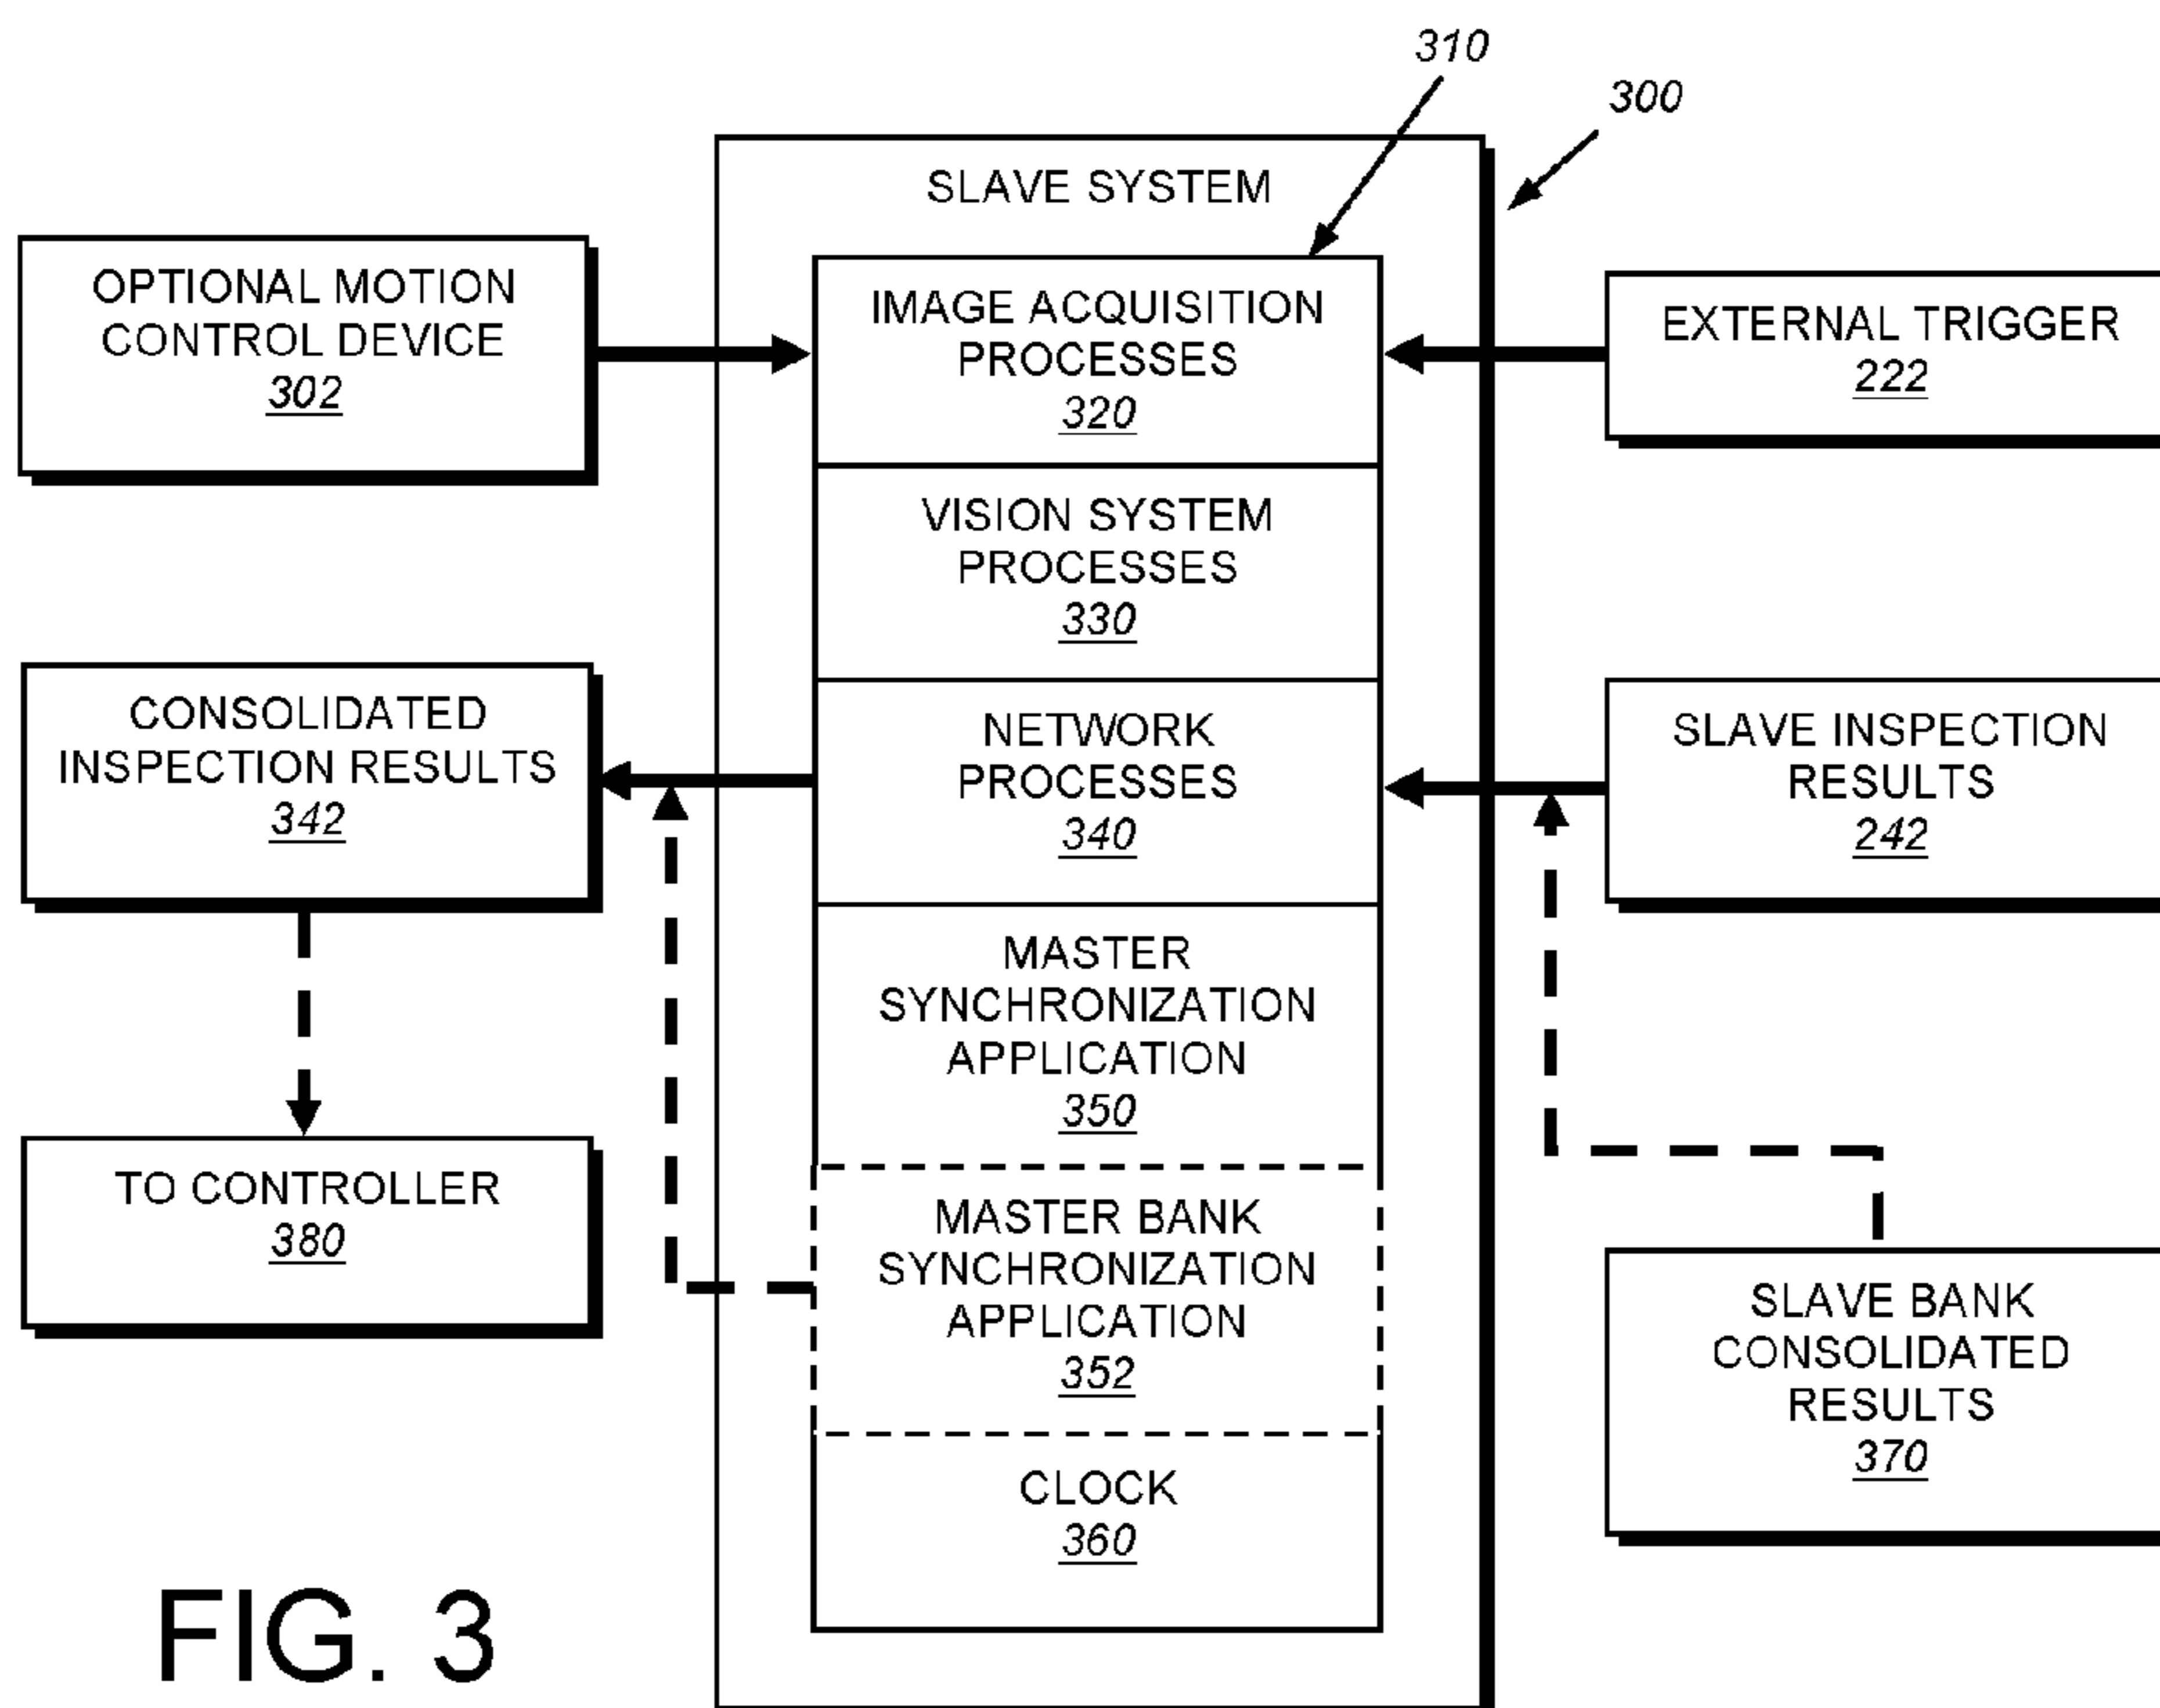 310
300
SLAVE SYSTEM
OPTIONAL MOTION
CONTROL DEVICE
302
IMAGE ACQUISITION
PROCESSES
320
EXTERNAL TRIGGER
222
VISION SYSTEM
PROCESSES
330
CONSOLIDATED
INSPECTION RESULTS
342
NETWORK
PROCESSES
340
SLAVE INSPECTION
RESULTS
242
MASTER
SYNCHRONIZATION
APPLICATION
350
TO CONTROLLER
380
MASTER BANK
SYNCHRONIZATION
APPLICATION
352
SLAVE BANK
CONSOLIDATED
RESULTS
370
CLOCK
360
FIG. 3